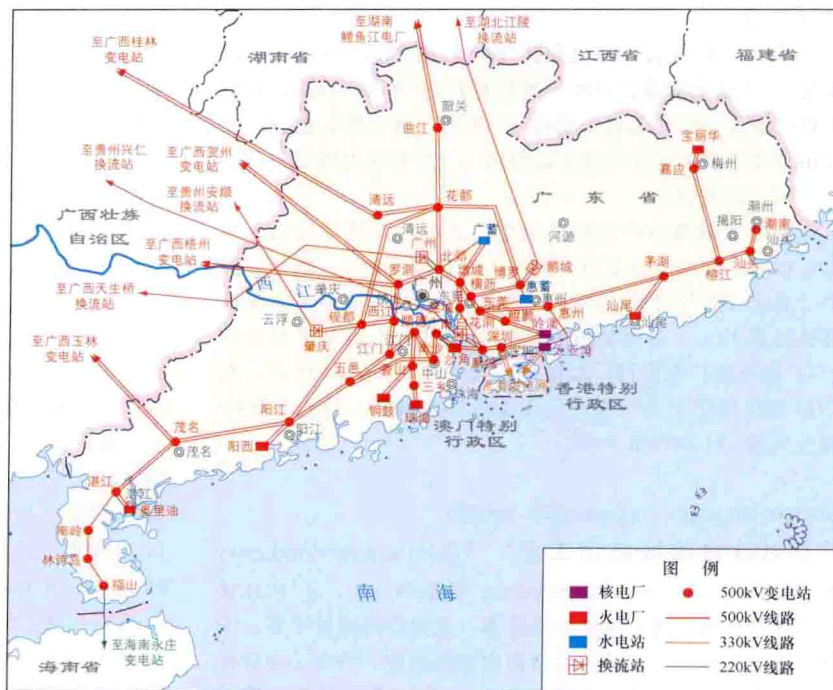 至广西桂林
变电站
湖南省
至湖南
鲤鱼江电厂
至湖北江陵
换流站
江西省
福建省
韶关
曲江
宝丽华
嘉应
梅州
至贵州兴仁
换流站
至广西贺州
变电站
至贵州安顺
换流站
清远
花都
广东省
广西壮族
自治区
清远
广州
广蓄
河源
揭阳
潮州
潮南
汕头
至广西梧州
变电站
北郊
增城
博罗
鹅城
惠蓄
惠州
茅湖
榕江
汕头
西江
肇庆
罗洞
横沥
至广西天生桥
换流站
云浮
砚都
西江
东莞
惠州
汕尾
汕尾
肇庆
花洞
鲲鹏
岭澳
江门
深圳
沙角
至广西玉林
变电站
五邑
香山
中山
珠海
三乡
铜鼓
香港特别
行政区
澳门特别
行政区
阳江
阳江
阳西
茂名
茂名
湛江
湛江
奥里油
南岭
林诗岛
福山
至海南永庄
变电站
海南省
南海
图例
核电厂
500kV变电站
火电厂
500kV线路
水电站
330kV线路
换流站
220kV线路